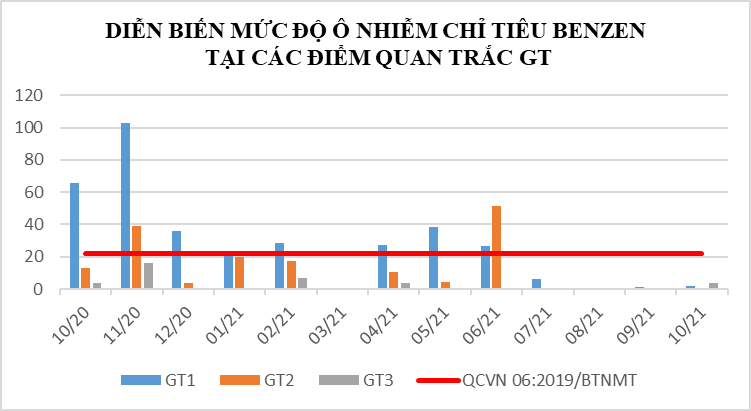 DIỄN BIẾN MỨC ĐỘ Ô NHIỄM CHỈ TIÊU BENZEN
TẠI CÁC ĐIỂM QUAN TRẮC GT
120
100
80
60
40
20
0
10/20 11/20 12/20 01/21 02/21 03/21 04/21 05/21 06/21 07/21 08/21 09/21 10/21
GT1 GT2 GT3 QCVN 06:2019/BTNMT